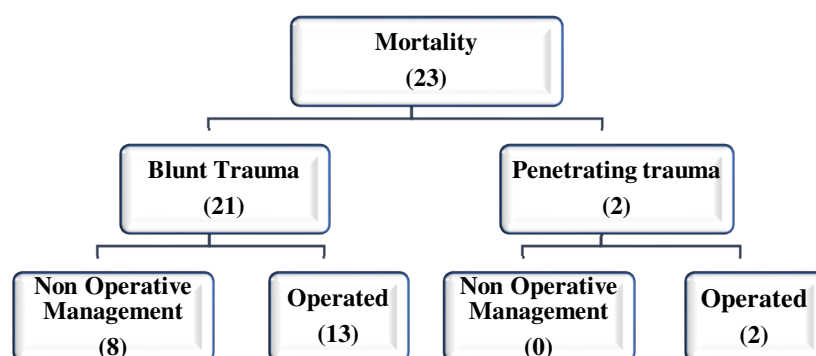 Mortality
(23)
Blunt Trauma
(21)
Penetrating trauma
(2)
Non Operative
Management
(8)
Operated
(13)
Non Operative
Management
(0)
Operated
(2)